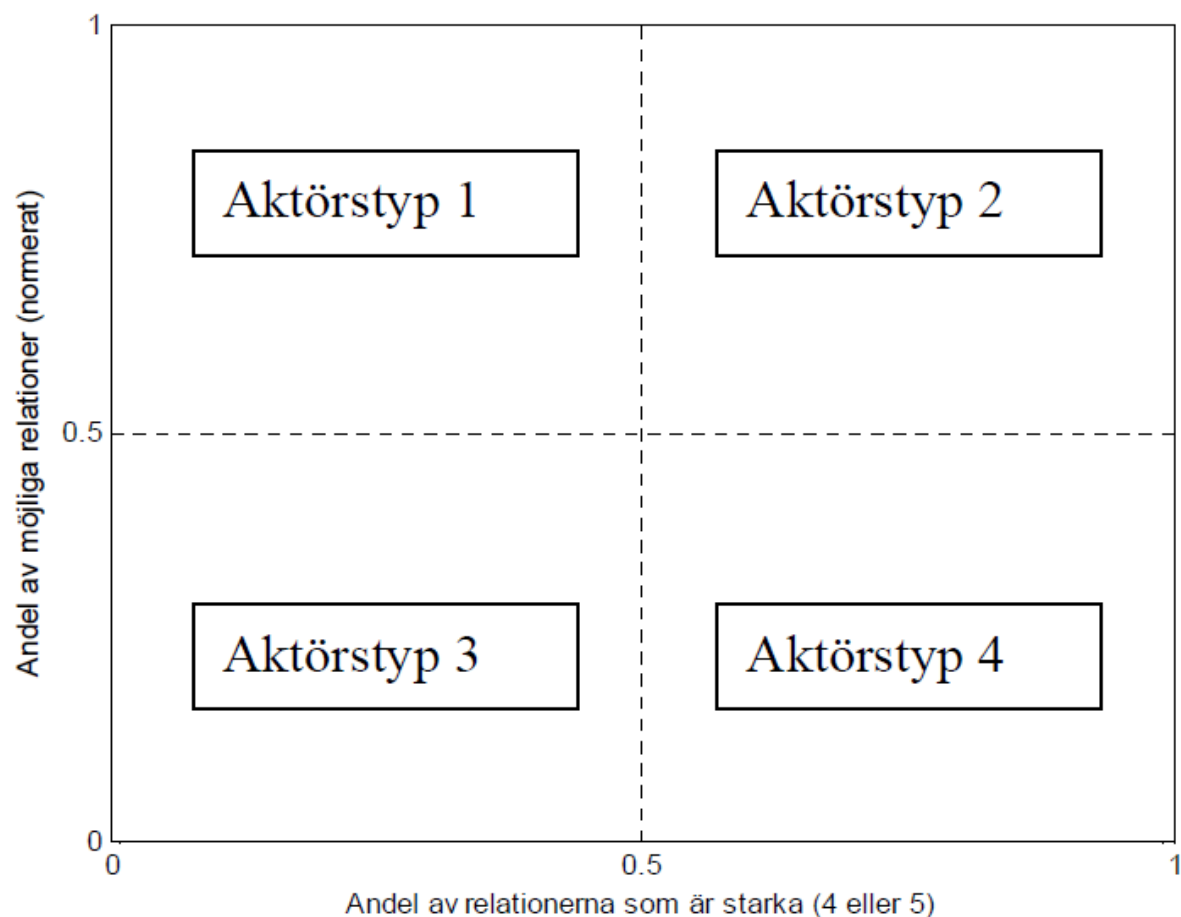 1
Aktörstyp 1
Aktörstyp 2
Andel av möjliga relationer (normerat)
0.5
Aktörstyp 3
Aktörstyp 4
0
0
0.5
1
Andel av relationerna som är starka (4 eller 5)